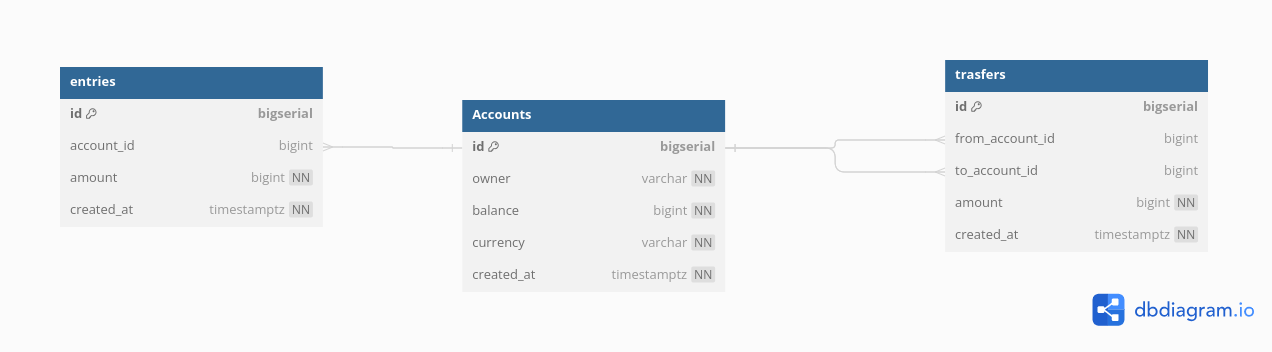 entries
id bigserial
account_id bigint
amount bigint NN
created_at timestamptz NN
Accounts
id bigserial
owner varchar NN
balance bigint NN
currency varchar NN
created_at timestamptz NN
trasfers
id bigserial
from_account_id bigint
to_account_id bigint
amount bigint NN
created_at timestamptz NN
dbdiagram.io